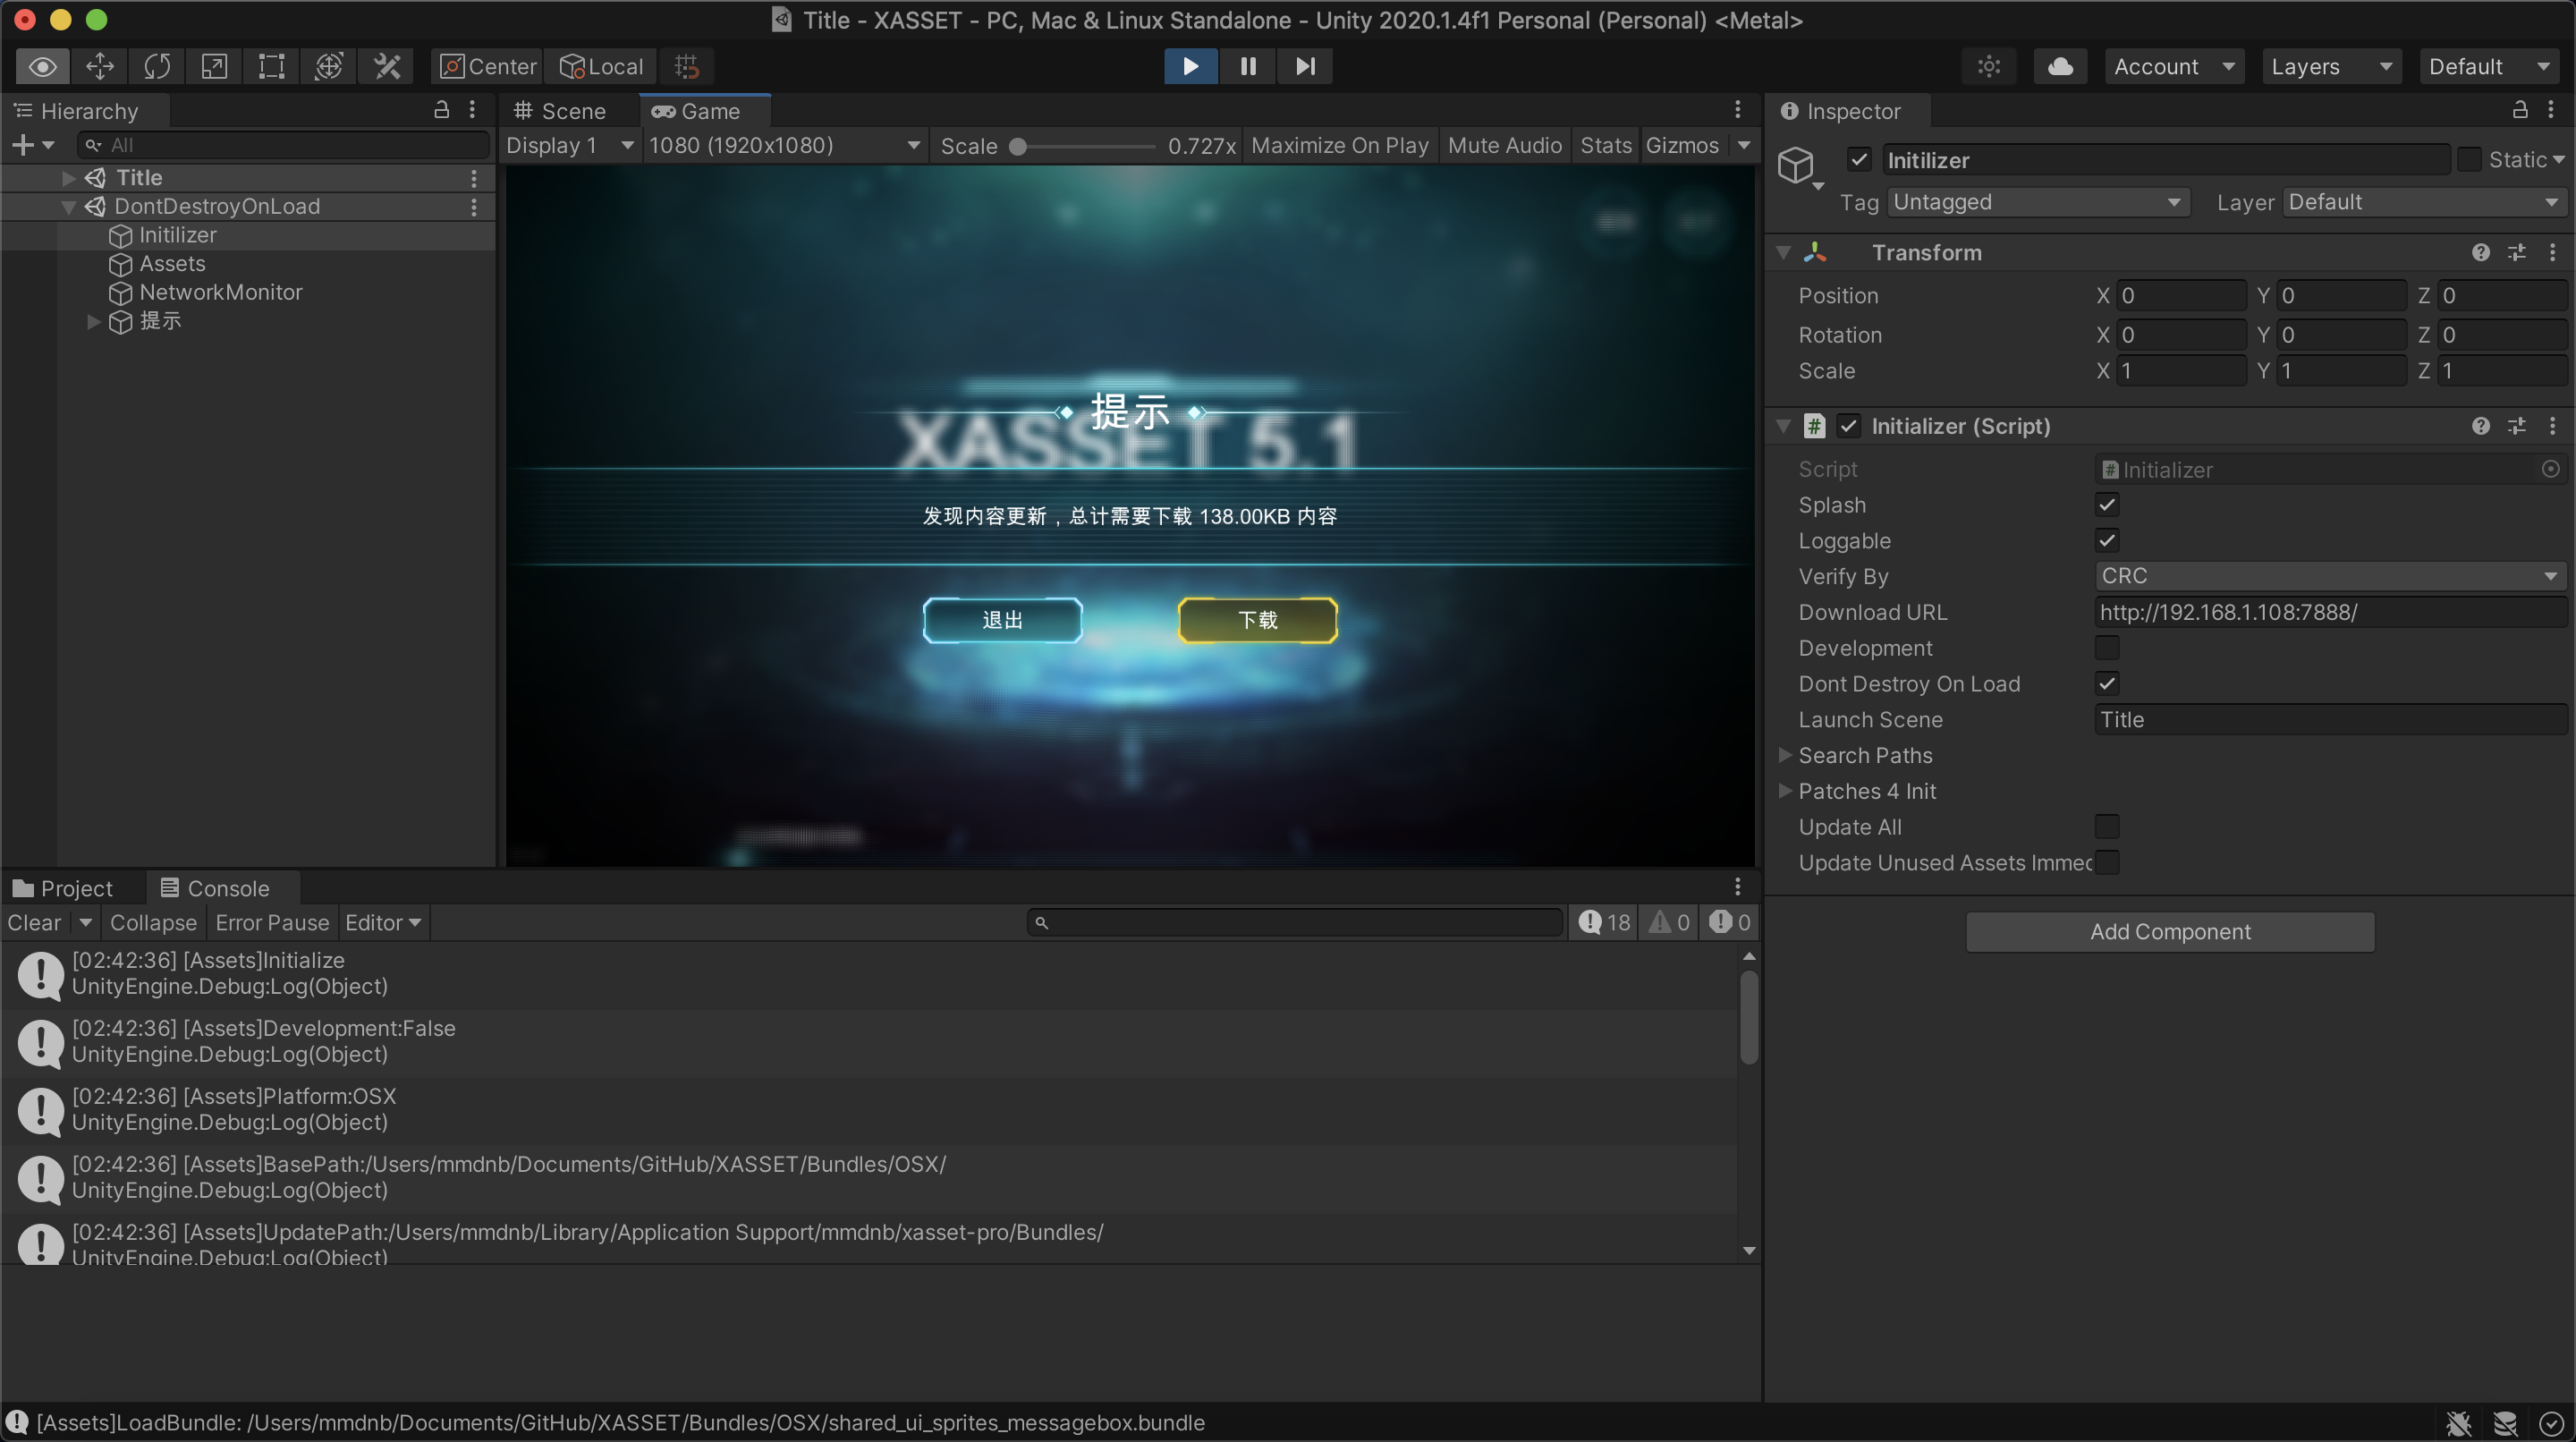 Title - XASSET - PC, Mac & Linux Standalone - Unity 2020.1.4f1 Personal (Personal) <Metal>
Center
Local
Account
Layers
Default
Hierarchy
All
Title
DontDestroyOnLoad
Initilizer
Assets
NetworkMonitor
提示
Scene
Game
Display 1
1080 (1920x1080)
Scale
0.727x
Maximize On Play
Mute Audio
Stats
Gizmos
提示
XASSET 5.1
发现内容更新，总计需要下载 138.00KB 内容
退出
下载
Inspector
Initilizer
Static
Tag
Untagged
Layer
Default
Transform
Position
X 0 Y 0 Z 0
Rotation
X 0 Y 0 Z 0
Scale
X 1 Y 1 Z 1
Initializer (Script)
Script
Initializer
Splash
Loggable
Verify By
CRC
Download URL
http://192.168.1.108:7888/
Development
Dont Destroy On Load
Launch Scene
Title
Search Paths
Patches 4 Init
Update All
Update Unused Assets Immec
Add Component
Project
Console
Clear
Collapse
Error Pause
Editor
18
0
0
[02:42:36] [Assets]Initialize
UnityEngine.Debug:Log(Object)
[02:42:36] [Assets]Development:False
UnityEngine.Debug:Log(Object)
[02:42:36] [Assets]Platform:OSX
UnityEngine.Debug:Log(Object)
[02:42:36] [Assets]BasePath:/Users/mmdnb/Documents/GitHub/XASSET/Bundles/OSX/
UnityEngine.Debug:Log(Object)
[02:42:36] [Assets]UpdatePath:/Users/mmdnb/Library/Application Support/mmdnb/xasset-pro/Bundles/
UnityEngine.Debug:Log(Object)
[Assets]LoadBundle: /Users/mmdnb/Documents/GitHub/XASSET/Bundles/OSX/shared_ui_sprites_messagebox.bundle